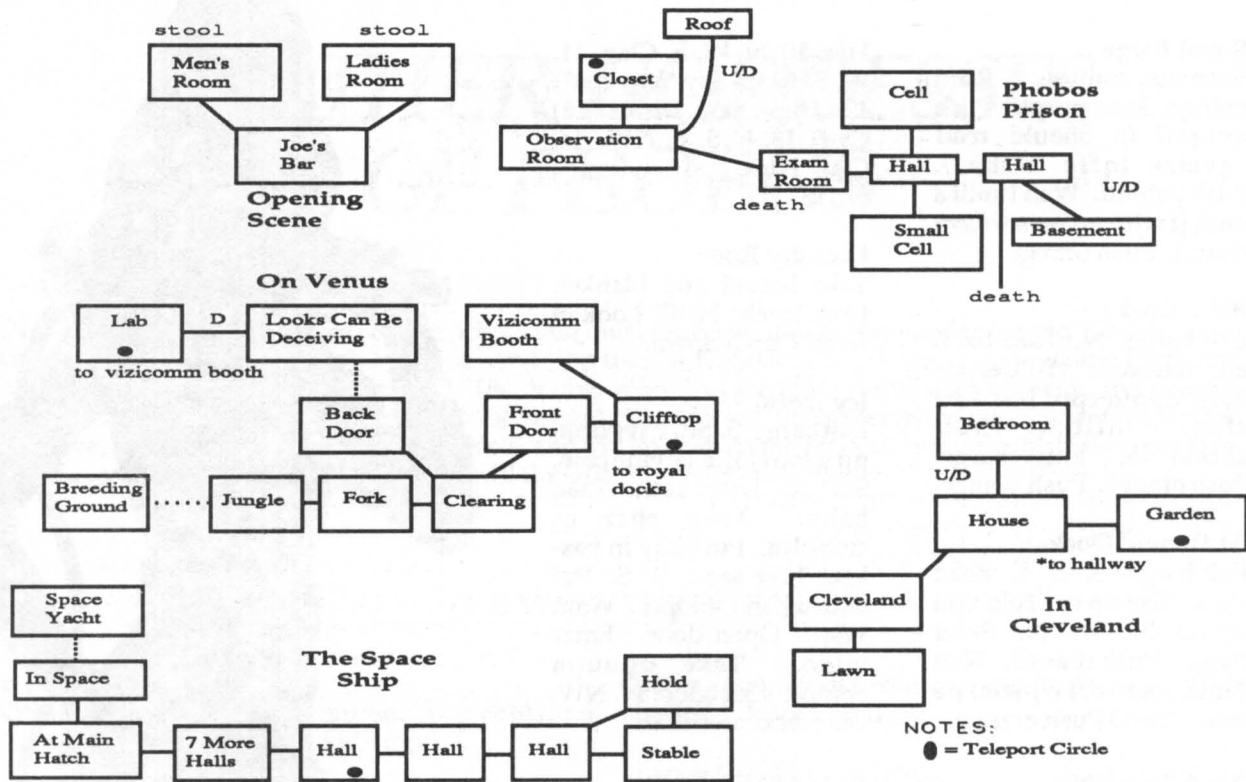 stool
stool
Men's
Room
Ladies
Room
Joe's
Bar
Opening
Scene
Roof
U/D
Closet
Observation
Room
Exam
Room
death
Cell
Phobos
Prison
Hall
Hall
U/D
Small
Cell
Basement
death
On Venus
Lab
D
Looks Can Be
Deceiving
to vizicomm booth
Vizicomm
Booth
Back
Door
Front
Door
Clifftop
to royal
docks
Breeding
Ground
Jungle
Fork
Clearing
Bedroom
U/D
House
Garden
*to hallway
Cleveland
In
Cleveland
awn
Space
Yacht
In Space
The Space
Ship
At Main
Hatch
7 More
Halls
Hall
Hall
Hall
Hold
Stable
NOTES:
= Teleport Circle